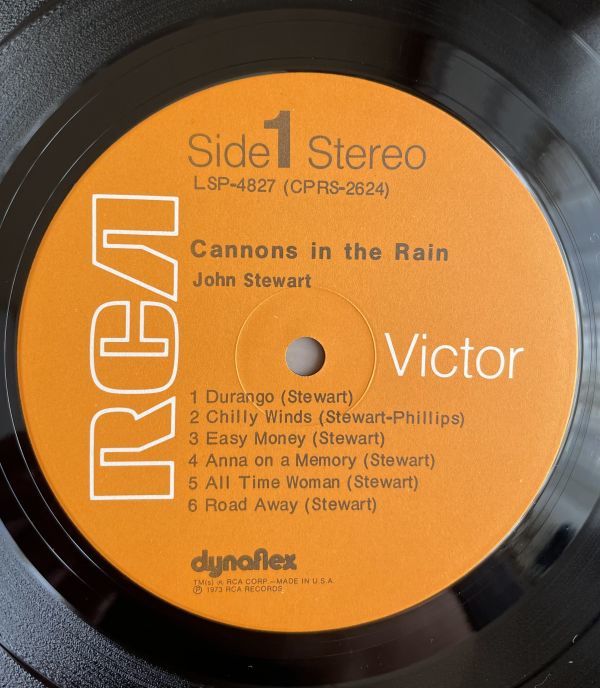 Side 1 Stereo
LSP-4827 (CPRS-2624)
Cannons in the Rain
John Stewart
RCA
Victor
1 Durango (Stewart)
2 Chilly Winds (Stewart-Phillips)
3 Easy Money (Stewart)
4 Anna on a Memory (Stewart)
5 All Time Woman (Stewart)
6 Road Away (Stewart)
dynaflex
TM(s) ® RCA CORP.—MADE IN U.S.A.
℗ 1973 RCA RECORDS